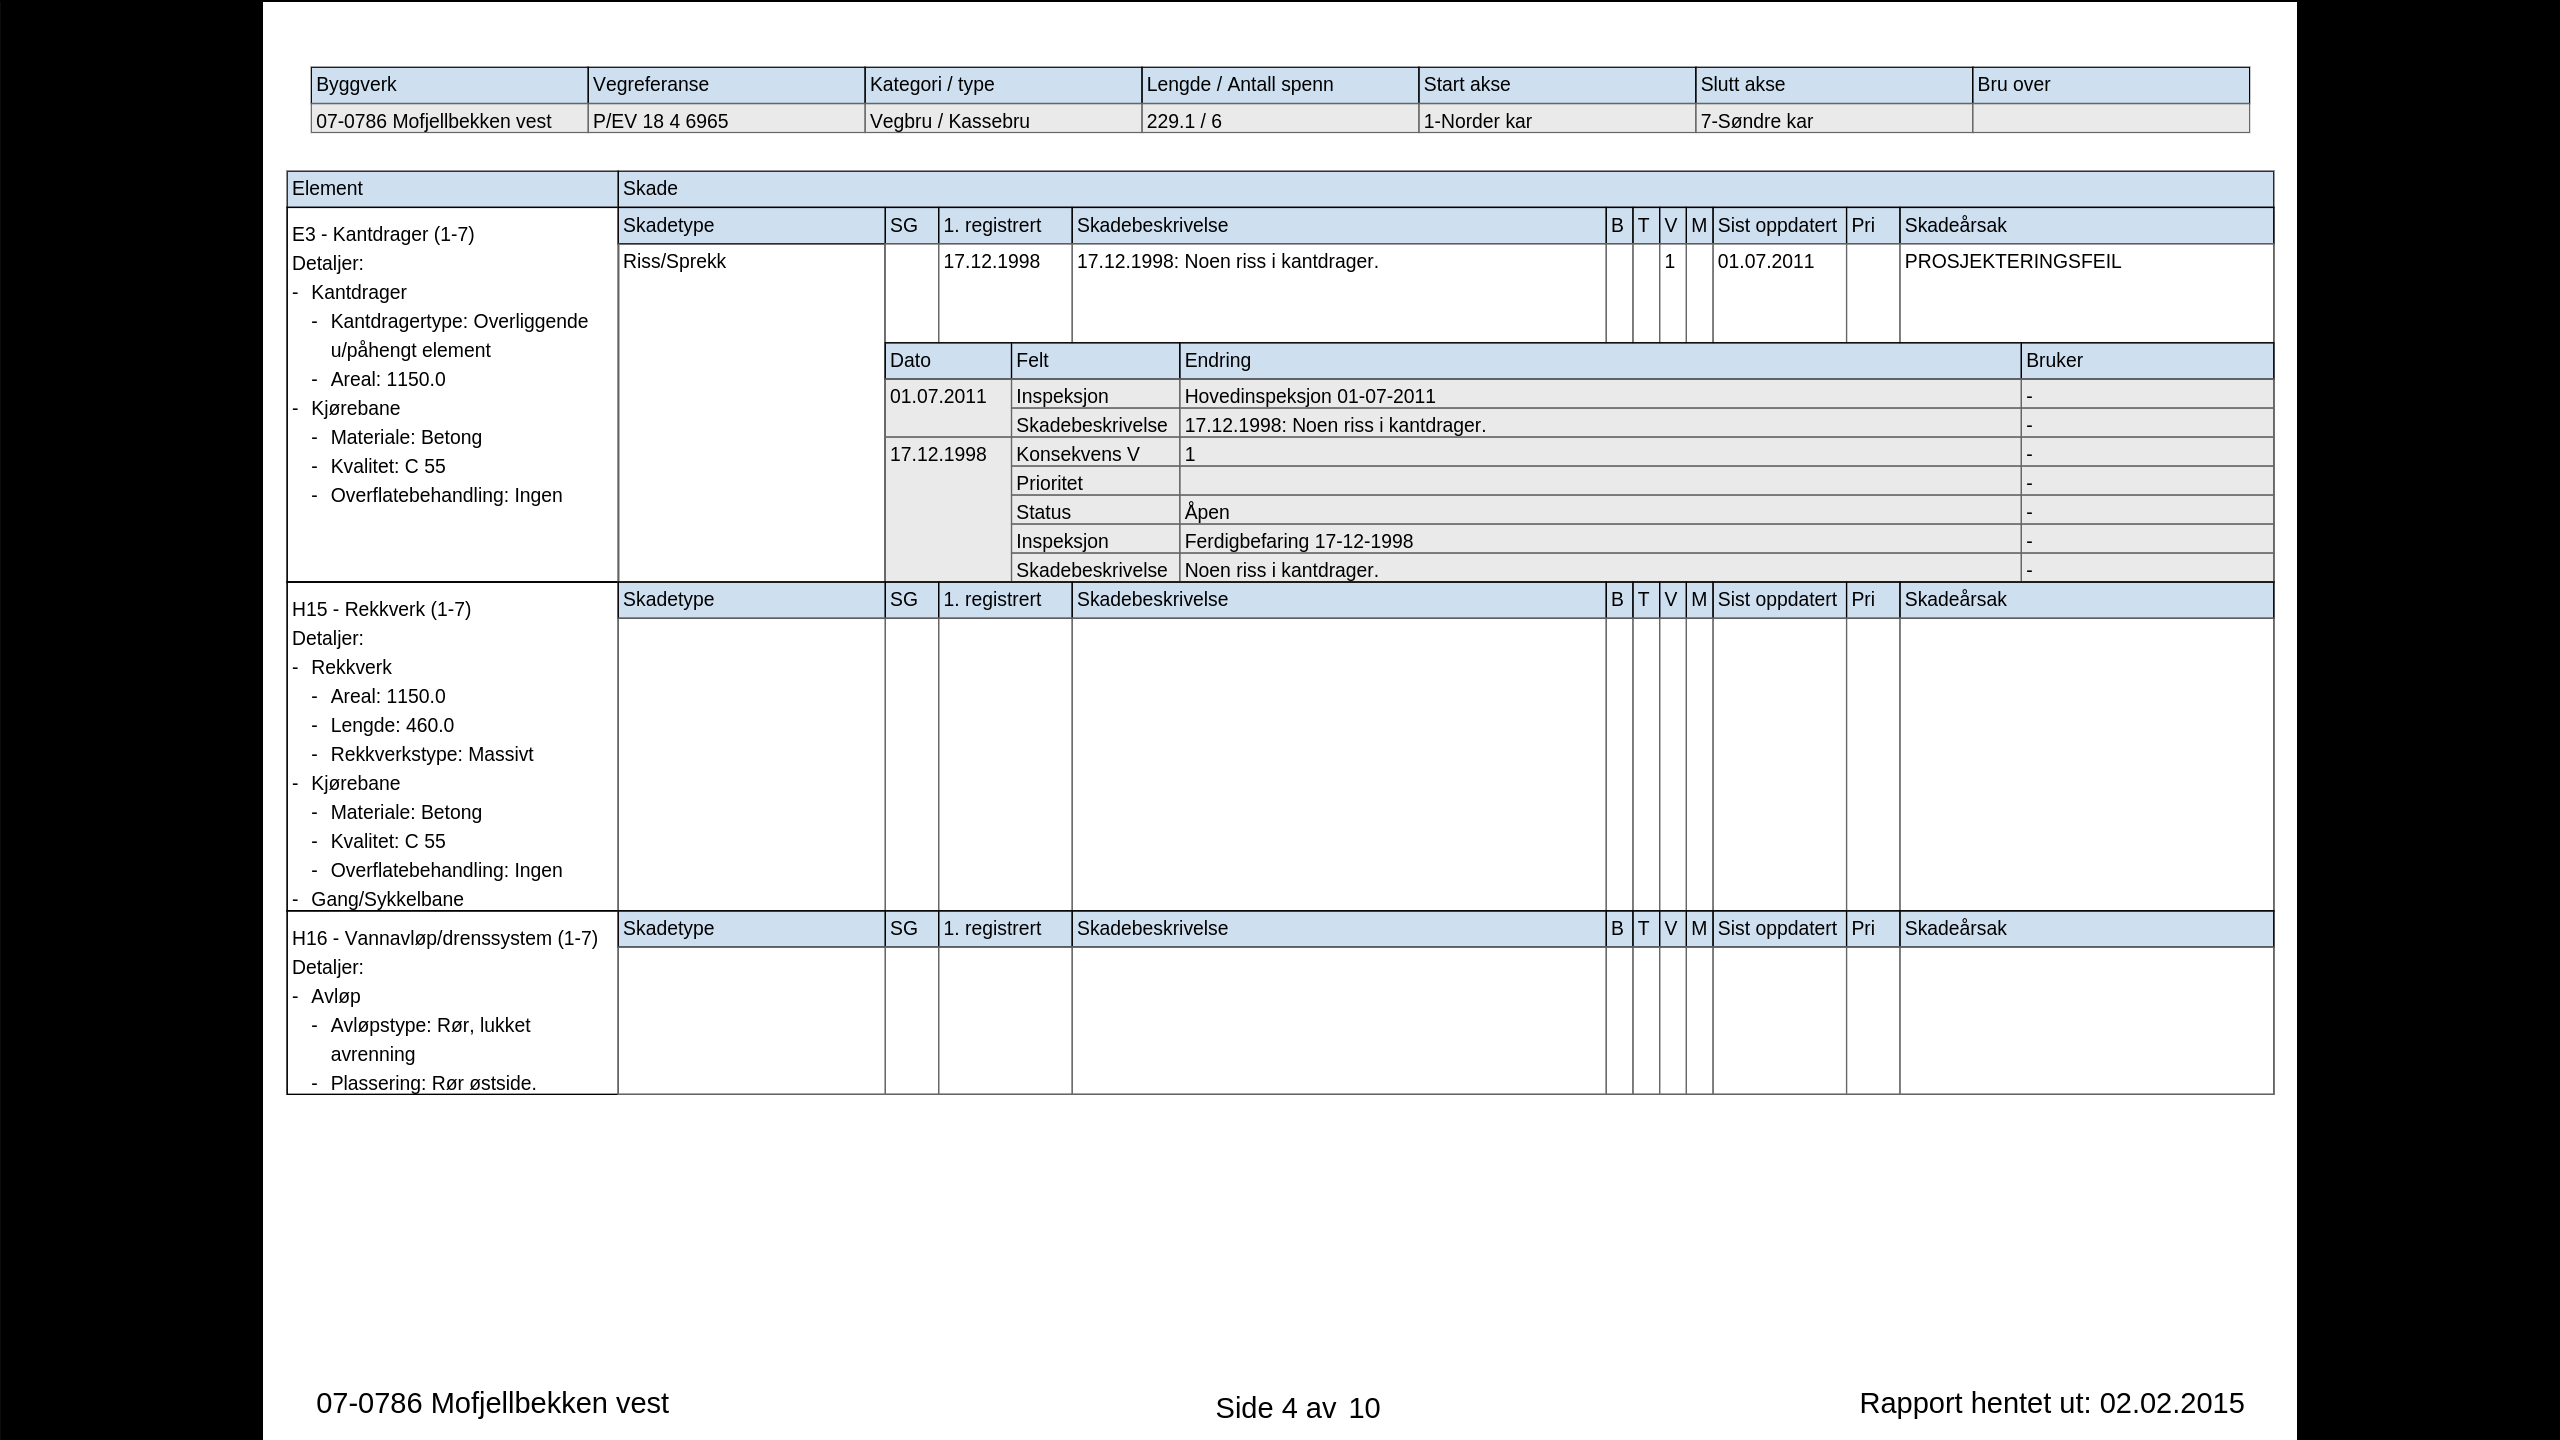 Byggverk Vegreferanse Kategori / type Lengde / Antall spenn Start akse Slutt akse Bru over
07-0786 Mofjellbekken vest P/EV 18 4 6965 Vegbru / Kassebru 229.1 / 6 1-Norder kar 7-Søndre kar
Element Skade
E3 - Kantdrager (1-7)
Detaljer:
- Kantdrager
- Kantdragertype: Overliggende
u/påhengt element
- Areal: 1150.0
- Kjørebane
- Materiale: Betong
- Kvalitet: C 55
- Overflatebehandling: Ingen
Skadetype SG 1. registrert Skadebeskrivelse B T V M Sist oppdatert Pri Skadeårsak
Riss/Sprekk 17.12.1998 17.12.1998: Noen riss i kantdrager. 1 01.07.2011 PROSJEKTERINGSFEIL
Dato Felt Endring Bruker
01.07.2011 Inspeksjon Hovedinspeksjon 01-07-2011 -
Skadebeskrivelse 17.12.1998: Noen riss i kantdrager. -
17.12.1998 Konsekvens V 1 -
Prioritet -
Status Åpen -
Inspeksjon Ferdigbefaring 17-12-1998 -
Skadebeskrivelse Noen riss i kantdrager. -
H15 - Rekkverk (1-7)
Detaljer:
- Rekkverk
- Areal: 1150.0
- Lengde: 460.0
- Rekkverkstype: Massivt
- Kjørebane
- Materiale: Betong
- Kvalitet: C 55
- Overflatebehandling: Ingen
- Gang/Sykkelbane
Skadetype SG 1. registrert Skadebeskrivelse B T V M Sist oppdatert Pri Skadeårsak
H16 - Vannavløp/drenssystem (1-7)
Detaljer:
- Avløp
- Avløpstype: Rør, lukket
avrenning
- Plassering: Rør østside.
Skadetype SG 1. registrert Skadebeskrivelse B T V M Sist oppdatert Pri Skadeårsak
07-0786 Mofjellbekken vest Side 4 av 10 Rapport hentet ut: 02.02.2015